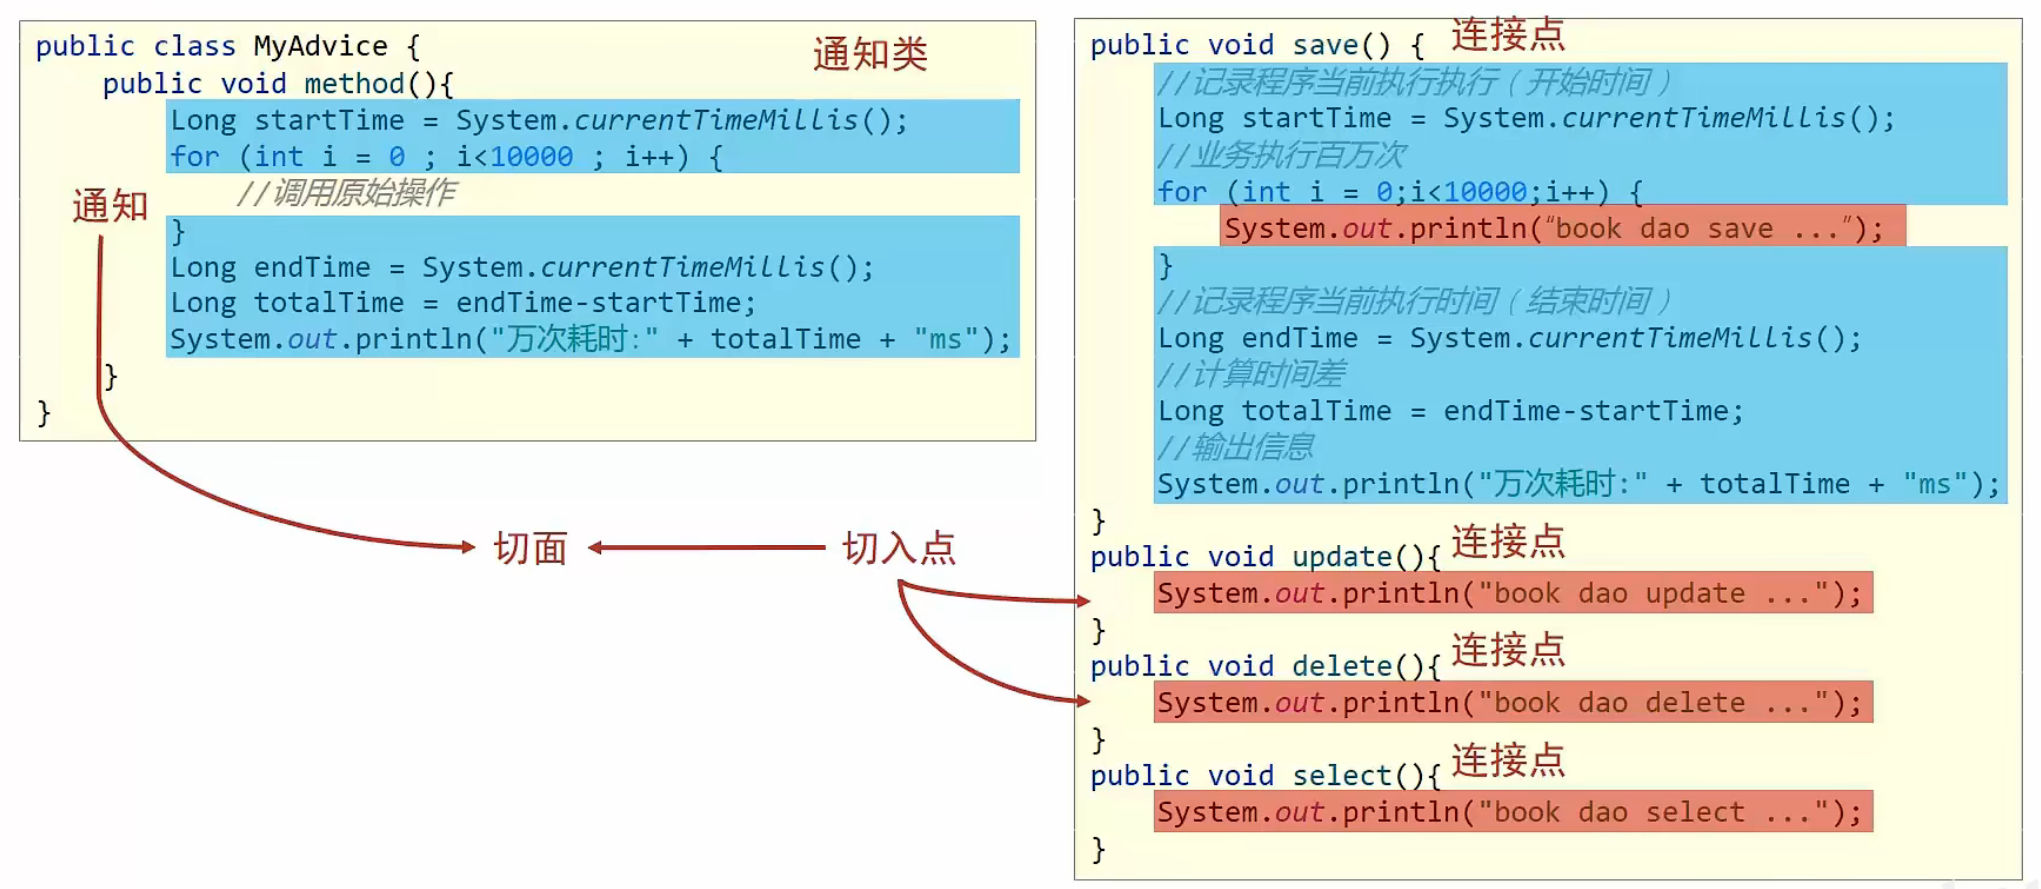 public class MyAdvice {
通知类
public void method(){
Long startTime = System.currentTimeMillis();
for (int i = 0 ; i<10000 ; i++) {
//调用原始操作
通知
}
Long endTime = System.currentTimeMillis();
Long totalTime = endTime-startTime;
System.out.println("万次耗时:" + totalTime + "ms");
}
}
切面
切入点
public void save() {
连接点
//记录程序当前执行执行（开始时间）
Long startTime = System.currentTimeMillis();
//业务执行百万次
for (int i = 0;i<10000;i++) {
System.out.println(“book dao save ...”);
}
//记录程序当前执行时间（结束时间）
Long endTime = System.currentTimeMillis();
//计算时间差
Long totalTime = endTime-startTime;
//输出信息
System.out.println("万次耗时:" + totalTime + "ms");
}
public void update(){
连接点
System.out.println("book dao update ...");
}
public void delete(){
连接点
System.out.println("book dao delete ...");
}
public void select(){
连接点
System.out.println("book dao select ...");
}